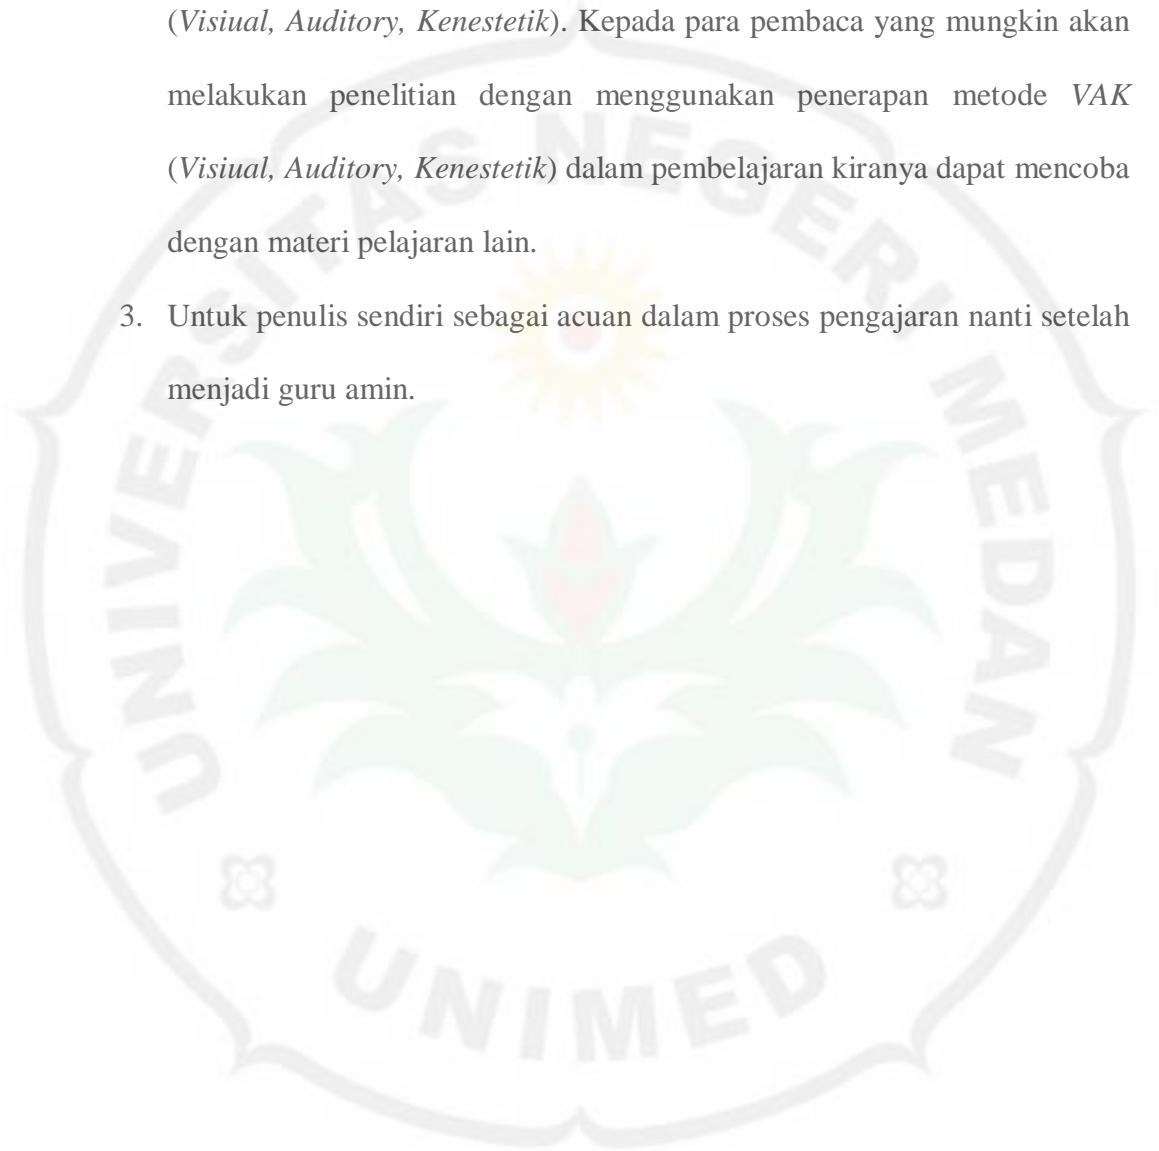 (Visiual, Auditory, Kenestetik). Kepada para pembaca yang mungkin akan
melakukan penelitian dengan menggunakan penerapan metode VAK
(Visiual, Auditory, Kenestetik) dalam pembelajaran kiranya dapat mencoba
dengan materi pelajaran lain.
3. Untuk penulis sendiri sebagai acuan dalam proses pengajaran nanti setelah
menjadi guru amin.
UNIVERSITAS NEGERI MEDAN
UNIMED